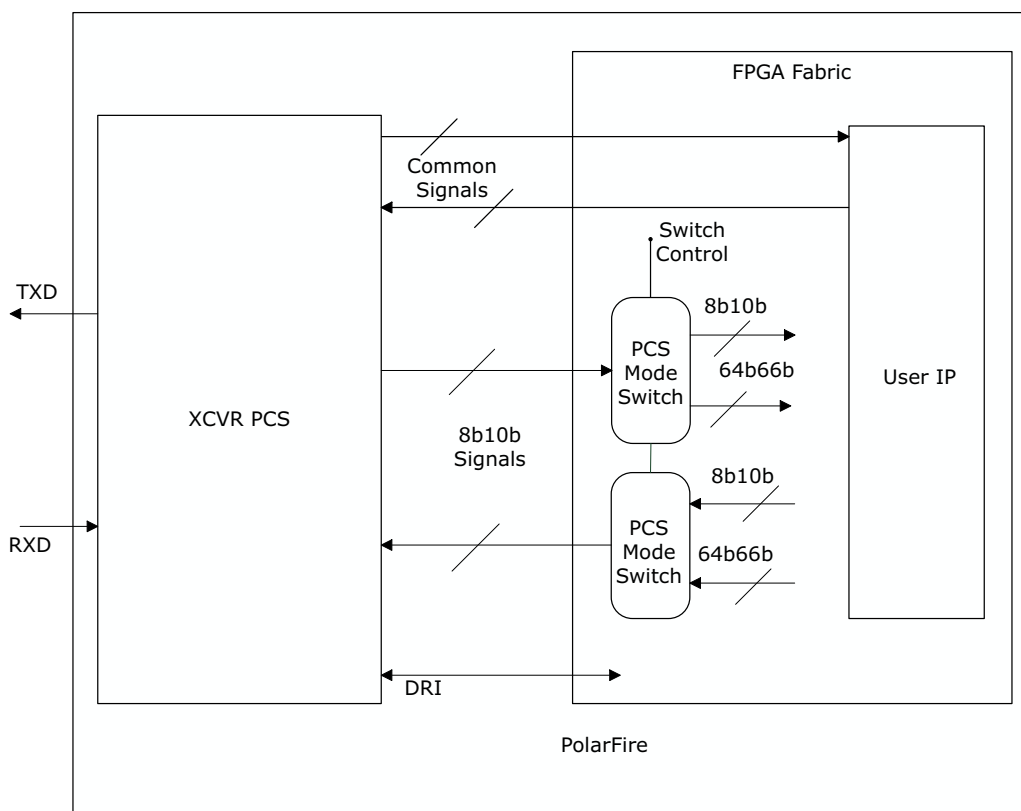 FPGA Fabric
Common
Signals
Switch
Control
TXD
8b10b
PCS
Mode
Switch
64b66b
User IP
XCVR PCS
8b10b
Signals
8b10b
PCS
Mode
Switch
64b66b
RXD
DRI
PolarFire